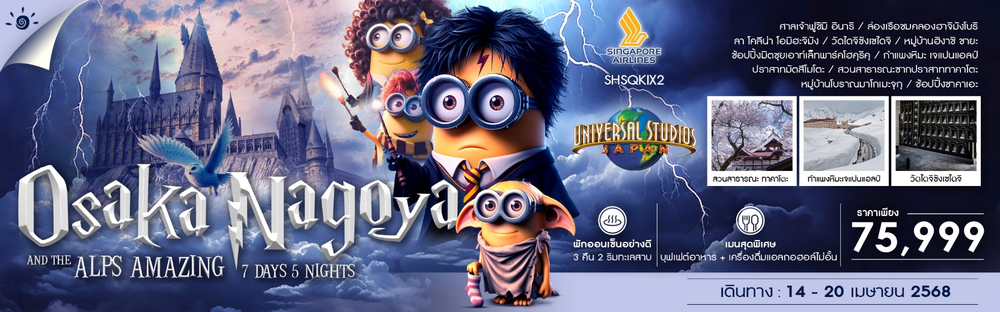 SINGAPORE
AIRLINES
SHSQKIX2
ศาลเจ้าฟูชิมิ อินาริ / ล่องเรือชมคลองฮาจิมังโบริ
ลา โคลีน่า โอมิฮะจิมัง / วัดไดจิซังเซไดจิ / หมู่บ้านฮิงาชิ ชายะ
ช้อปปิ้งมิตซุยเอาท์เล็ทพาร์คโฮคุริคุ / กำแพงหิมะ เจแปนแอลป์
ปราสาทมัตสึโมโตะ / สวนสาธารณะซากปราสาททาคาโตะ
หมู่บ้านโบราณมาโกเมะจุกุ / ช้อปปิ้งซาคาเอะ
UNIVERSAL STUDIOS
JAPAN
สวนสาธารณะ ทาคาโตะ
กำแพงหิมะเจแปนแอลป์
วัดไดจิซังเซไดจิ
Osaka Nagoya
AND THE ALPS AMAZING 7 DAYS 5 NIGHTS
พักออนเซ็นอย่างดี
3 คืน 2 ริมทะเลสาบ
เมนูสุดพิเศษ
บุฟเฟต์อาหาร + เครื่องดื่มแอลกอฮอล์ไม่อั้น
ราคาเพียง
75,999
เดินทาง : 14 - 20 เมษายน 2568